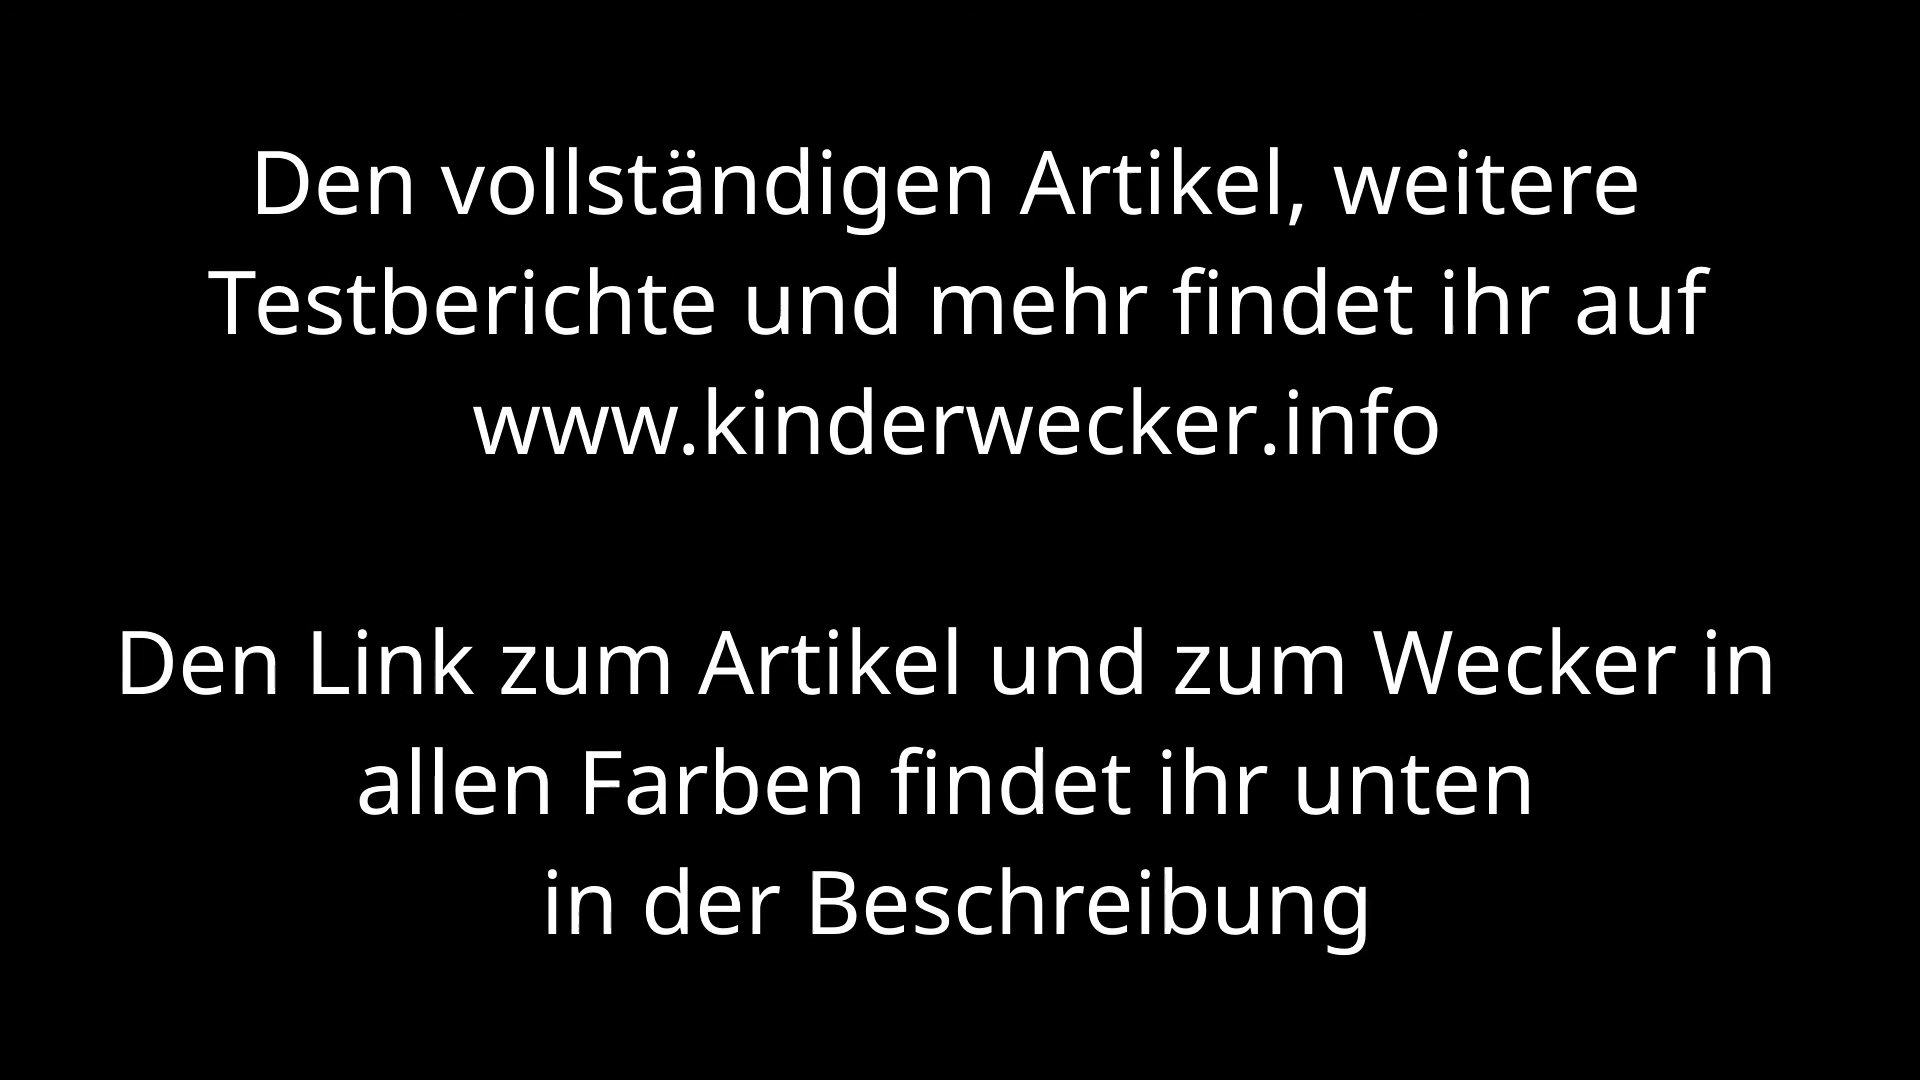 Den vollständigen Artikel, weitere
Testberichte und mehr findet ihr auf
www.kinderwecker.info
Den Link zum Artikel und zum Wecker in
allen Farben findet ihr unten
in der Beschreibung